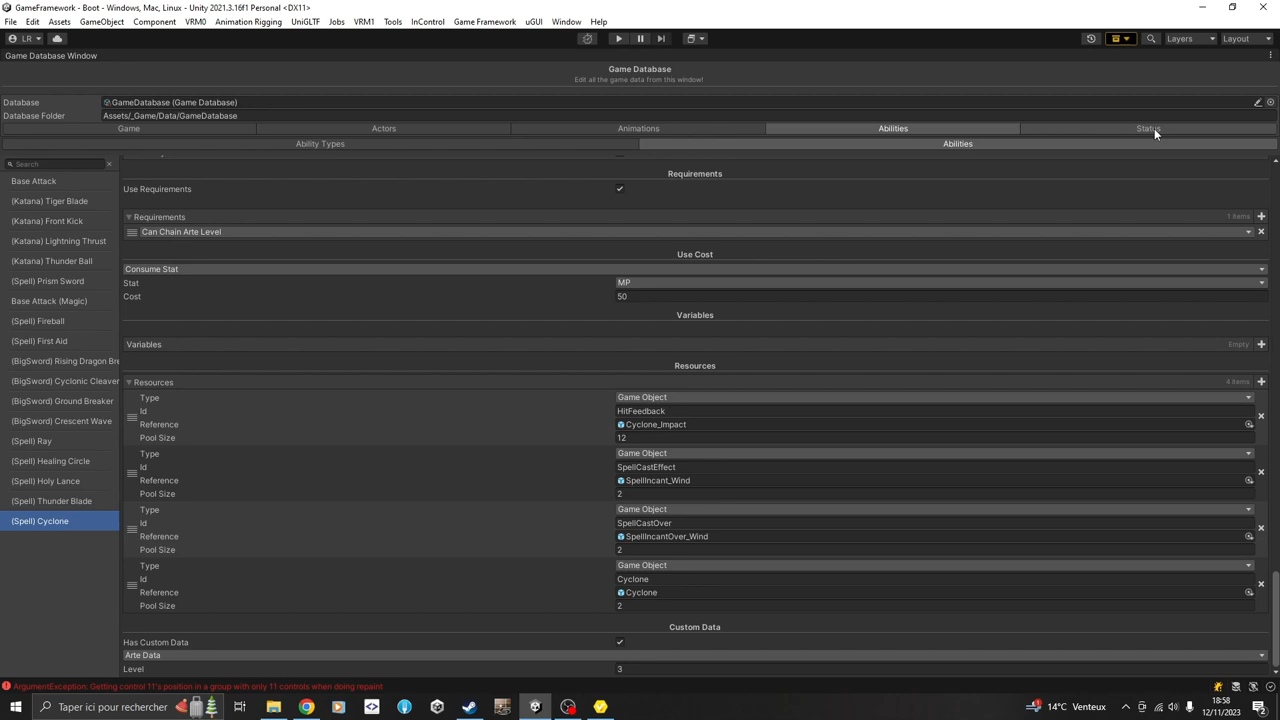 GameFramework - Boot - Windows, Mac, Linux - Unity 2021.3.16f1 Personal <DX11>
File Edit Assets GameObject Component VRM0 Animation Rigging UniGLTF Jobs VRM1 Tools InControl Game Framework uGUI Window Help
LR Layers Layout
Game Database Window
Game Database
Edit all the game data from this window!
Database GameDatabase (Game Database)
Database Folder Assets/_Game/Data/GameDatabase
Game Actors Animations Abilities Status
Ability Types Abilities
Search
Base Attack
(Katana) Tiger Blade
(Katana) Front Kick
(Katana) Lightning Thrust
(Katana) Thunder Ball
(Spell) Prism Sword
Base Attack (Magic)
(Spell) Fireball
(Spell) First Aid
(BigSword) Rising Dragon Bre
(BigSword) Cyclonic Cleaver
(BigSword) Ground Breaker
(BigSword) Crescent Wave
(Spell) Ray
(Spell) Healing Circle
(Spell) Holy Lance
(Spell) Thunder Blade
(Spell) Cyclone
Requirements
Use Requirements
Requirements 1 Items
Can Chain Arte Level
Use Cost
Consume Stat
Stat MP
Cost 50
Variables
Variables Empty
Resources
Resources 4 Items
Type Game Object
Id HitFeedback
Reference Cyclone_Impact
Pool Size 12
Type Game Object
Id SpellCastEffect
Reference SpellIncant_Wind
Pool Size 2
Type Game Object
Id SpellCastOver
Reference SpellIncantOver_Wind
Pool Size 2
Type Game Object
Id Cyclone
Reference Cyclone
Pool Size 2
Custom Data
Has Custom Data
Arte Data
Level 3
ArgumentException: Getting control 11's position in a group with only 11 controls when doing repaint
Taper ici pour rechercher 14°C Venteux 18:58
12/11/2023